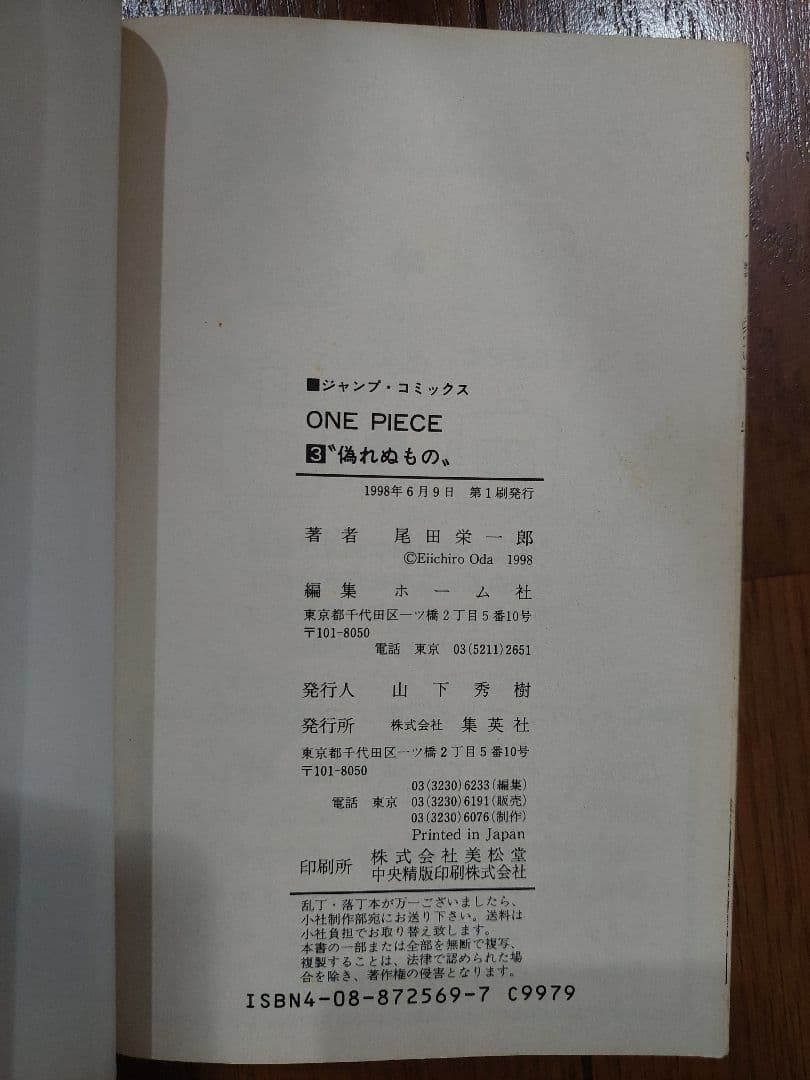 ■ジャンプ・コミックス
ONE PIECE
3〝偽れぬもの〟
1998年6月9日 第1刷発行
著者 尾田栄一郎
©Eiichiro Oda 1998
編集 ホーム社
東京都千代田区一ツ橋2丁目5番10号
〒101-8050
電話 東京 03(5211)2651
発行人 山下秀樹
発行所 株式会社 集英社
東京都千代田区一ツ橋2丁目5番10号
〒101-8050
03(3230)6233(編集)
電話 東京 03(3230)6191(販売)
03(3230)6076(制作)
Printed in Japan
印刷所 株式会社美松堂
中央精版印刷株式会社
乱丁・落丁本が万一ございましたら、
小社制作部宛にお送り下さい。送料は
小社負担でお取り替え致します。
本書の一部または全部を無断で複写、
複製することは、法律で認められた場
合を除き、著作権の侵害となります。
ISBN4-08-872569-7 C9979